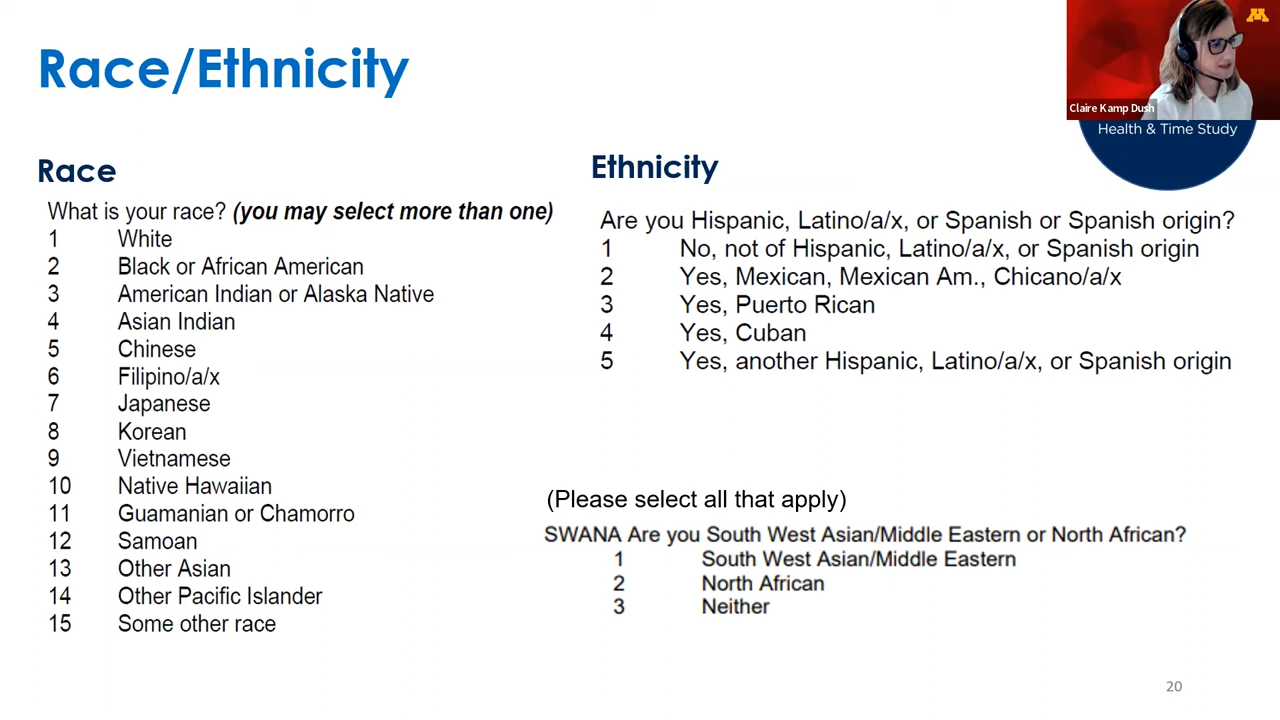 Race/Ethnicity
Claire Kamp Dush
Health & Time Study
Race
What is your race? (you may select more than one)
1 White
2 Black or African American
3 American Indian or Alaska Native
4 Asian Indian
5 Chinese
6 Filipino/a/x
7 Japanese
8 Korean
9 Vietnamese
10 Native Hawaiian
11 Guamanian or Chamorro
12 Samoan
13 Other Asian
14 Other Pacific Islander
15 Some other race
Ethnicity
Are you Hispanic, Latino/a/x, or Spanish or Spanish origin?
1 No, not of Hispanic, Latino/a/x, or Spanish origin
2 Yes, Mexican, Mexican Am., Chicano/a/x
3 Yes, Puerto Rican
4 Yes, Cuban
5 Yes, another Hispanic, Latino/a/x, or Spanish origin
(Please select all that apply)
SWANA Are you South West Asian/Middle Eastern or North African?
1 South West Asian/Middle Eastern
2 North African
3 Neither
20